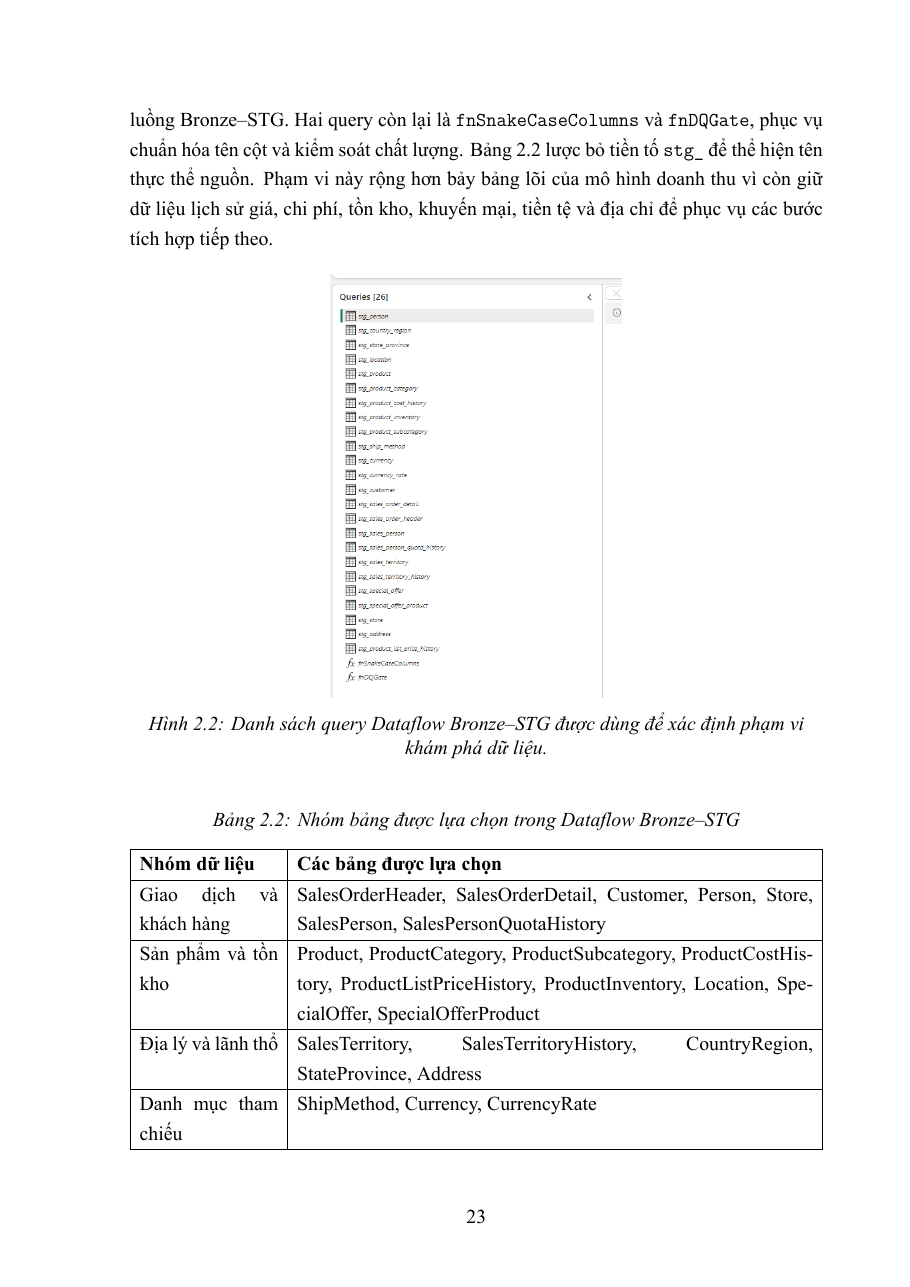 luồng Bronze–STG. Hai query còn lại là fnSnakeCaseColumns và fnDQGate, phục vụ
chuẩn hóa tên cột và kiểm soát chất lượng. Bảng 2.2 lược bỏ tiền tố stg_ để thể hiện tên
thực thể nguồn. Phạm vi này rộng hơn bảy bảng lõi của mô hình doanh thu vì còn giữ
dữ liệu lịch sử giá, chi phí, tồn kho, khuyến mại, tiền tệ và địa chỉ để phục vụ các bước
tích hợp tiếp theo.
Queries [26]
stg_person
stg_country_region
stg_state_province
stg_location
stg_product
stg_product_category
stg_product_cost_history
stg_product_inventory
stg_product_subcategory
stg_ship_method
stg_currency
stg_currency_rate
stg_customer
stg_sales_order_detail
stg_sales_order_header
stg_sales_person
stg_sales_person_quota_history
stg_sales_territory
stg_sales_territory_history
stg_special_offer
stg_special_offer_product
stg_store
stg_address
stg_product_list_price_history
fx fnSnakeCaseColumns
fx fnDQGate
Hình 2.2: Danh sách query Dataflow Bronze–STG được dùng để xác định phạm vi
khám phá dữ liệu.
Bảng 2.2: Nhóm bảng được lựa chọn trong Dataflow Bronze–STG
Nhóm dữ liệu
Các bảng được lựa chọn
Giao dịch và
khách hàng
SalesOrderHeader, SalesOrderDetail, Customer, Person, Store,
SalesPerson, SalesPersonQuotaHistory
Sản phẩm và tồn
kho
Product, ProductCategory, ProductSubcategory, ProductCostHis-
tory, ProductListPriceHistory, ProductInventory, Location, Spe-
cialOffer, SpecialOfferProduct
Địa lý và lãnh thổ
SalesTerritory, SalesTerritoryHistory, CountryRegion,
StateProvince, Address
Danh mục tham
chiếu
ShipMethod, Currency, CurrencyRate
23